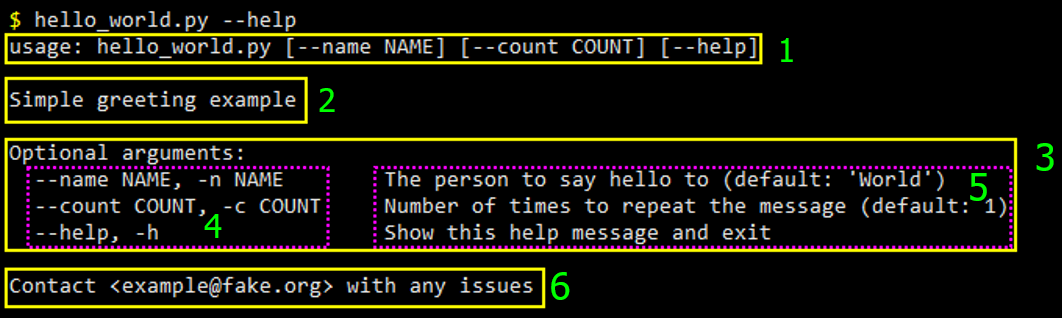 $ hello_world.py --help
usage: hello_world.py [--name NAME] [--count COUNT] [--help] 1
Simple greeting example 2
Optional arguments: 3
--name NAME, -n NAME The person to say hello to (default: 'World') 5
--count COUNT, -c COUNT Number of times to repeat the message (default: 1)
--help, -h 4 Show this help message and exit
Contact <example@fake.org> with any issues 6